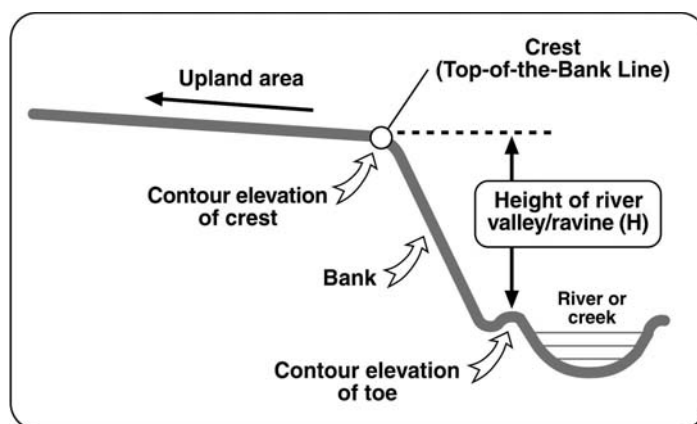 Crest
(Top-of-the-Bank Line)
Upland area
Contour elevation
of crest
Height of river
valley/ravine (H)
Bank
River or
creek
Contour elevation
of toe